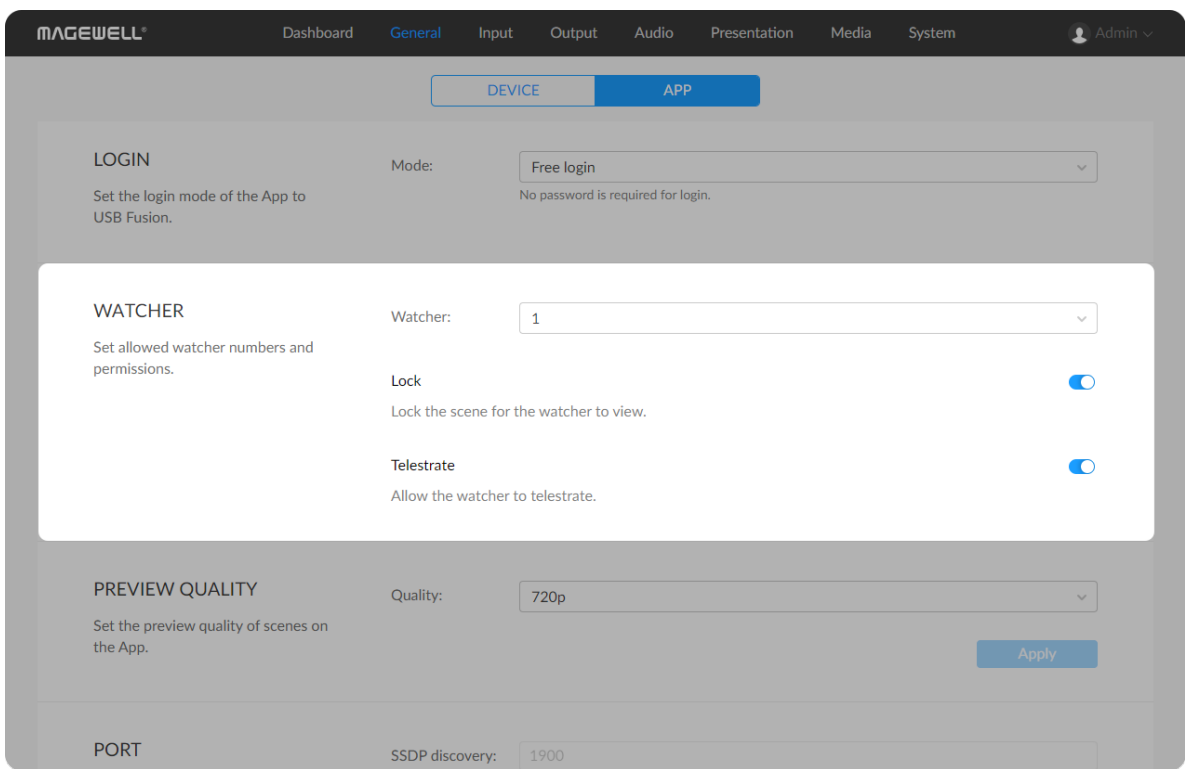 MAGEWELL®
Dashboard General Input Output Audio Presentation Media System Admin
DEVICE APP
LOGIN
Set the login mode of the App to
USB Fusion.
Mode: Free login
No password is required for login.
WATCHER
Set allowed watcher numbers and
permissions.
Watcher: 1
Lock
Lock the scene for the watcher to view.
Telestrate
Allow the watcher to telestrate.
PREVIEW QUALITY
Set the preview quality of scenes on
the App.
Quality: 720p
Apply
PORT
SSDP discovery: 1900